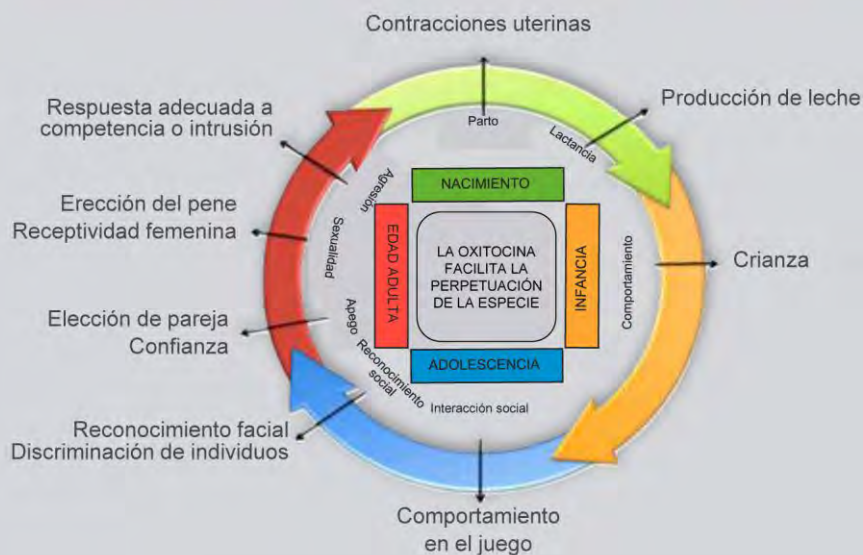 Contracciones uterinas
Producción de leche
Respuesta adecuada a
competencia o intrusión
Parto
Lactancia
Agresión
NACIMIENTO
Erección del pene
Receptividad femenina
Sexualidad
EDAD ADULTA
LA OXITOCINA
FACILITA LA
PERPETUACIÓN
DE LA ESPECIE
INFANCIA
Comportamiento
Crianza
Elección de pareja
Confianza
Apego
Reconocimiento
social
ADOLESCENCIA
Interacción social
Reconocimiento facial
Discriminación de individuos
Comportamiento
en el juego